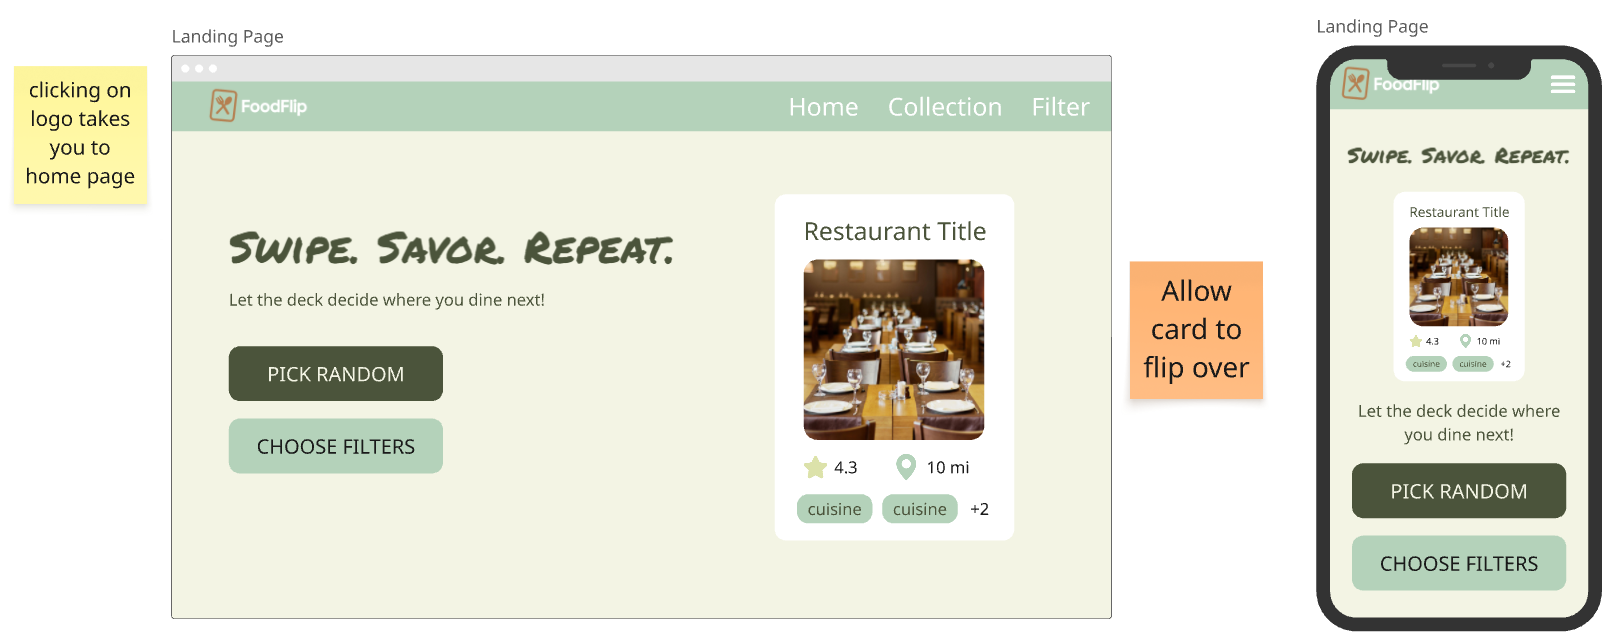 Landing Page
clicking on
logo takes
you to
home page
FoodFlip
Home Collection Filter
Swipe. Savor. Repeat.
Let the deck decide where you dine next!
PICK RANDOM
CHOOSE FILTERS
Restaurant Title
4.3 10 mi
cuisine cuisine +2
Allow
card to
flip over
Landing Page
FoodFlip
Swipe. Savor. Repeat.
Restaurant Title
4.3 10 mi
cuisine cuisine +2
Let the deck decide where
you dine next!
PICK RANDOM
CHOOSE FILTERS